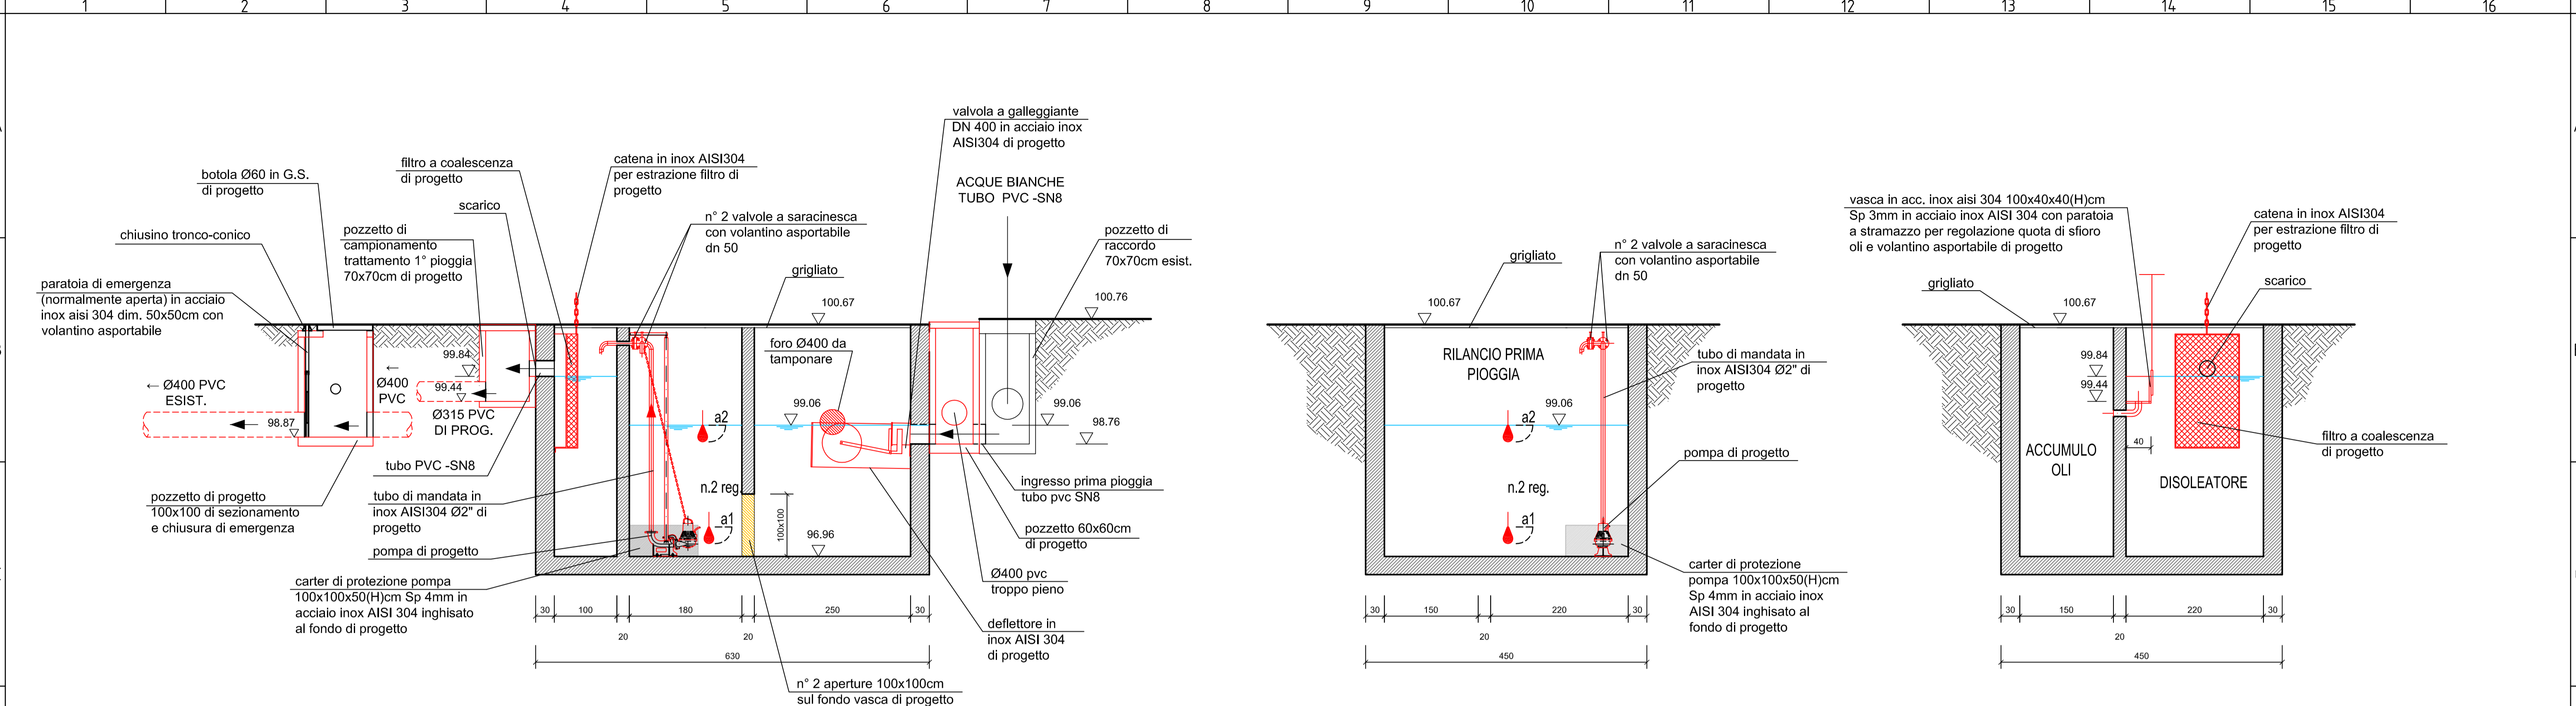 1 2 3 4 5 6 7 8 9 10 11 12 13 14 15 16
botola Ø60 in G.S.
di progetto
chiusino tronco-conico
paratoia di emergenza
(normalmente aperta) in acciaio
inox aisi 304 dim. 50x50cm con
volantino asportabile
← Ø400 PVC
ESIST.
98.87
pozzetto di progetto
100x100 di sezionamento
e chiusura di emergenza
filtro a coalescenza
di progetto
scarico
pozzetto di
campionamento
trattamento 1° pioggia
70x70cm di progetto
99.84
←
Ø400
PVC
99.44
Ø315 PVC
DI PROG.
tubo PVC -SN8
tubo di mandata in
inox AISI304 Ø2" di
progetto
pompa di progetto
carter di protezione pompa
100x100x50(H)cm Sp 4mm in
acciaio inox AISI 304 inghisato
al fondo di progetto
catena in inox AISI304
per estrazione filtro di
progetto
n° 2 valvole a saracinesca
con volantino asportabile
dn 50
grigliato
100.67
foro Ø400 da
tamponare
99.06
a2
n.2 reg.
a1
100x100
96.96
valvola a galleggiante
DN 400 in acciaio inox
AISI304 di progetto
ACQUE BIANCHE
TUBO PVC -SN8
pozzetto di
raccordo
70x70cm esist.
100.76
99.06
98.76
ingresso prima pioggia
tubo pvc SN8
pozzetto 60x60cm
di progetto
Ø400 pvc
troppo pieno
deflettore in
inox AISI 304
di progetto
n° 2 aperture 100x100cm
sul fondo vasca di progetto
30 100 180 250 30
20 20
630
grigliato
100.67
n° 2 valvole a saracinesca
con volantino asportabile
dn 50
RILANCIO PRIMA
PIOGGIA
tubo di mandata in
inox AISI304 Ø2" di
progetto
99.06
a2
pompa di progetto
n.2 reg.
a1
carter di protezione
pompa 100x100x50(H)cm
Sp 4mm in acciaio inox
AISI 304 inghisato al
fondo di progetto
30 150 220 30
20
450
vasca in acc. inox aisi 304 100x40x40(H)cm
Sp 3mm in acciaio inox AISI 304 con paratoia
a stramazzo per regolazione quota di sfioro
oli e volantino asportabile di progetto
catena in inox AISI304
per estrazione filtro di
progetto
grigliato
scarico
100.67
99.84
99.44
40
ACCUMULO
OLI
DISOLEATORE
filtro a coalescenza
di progetto
30 150 220 30
20
450